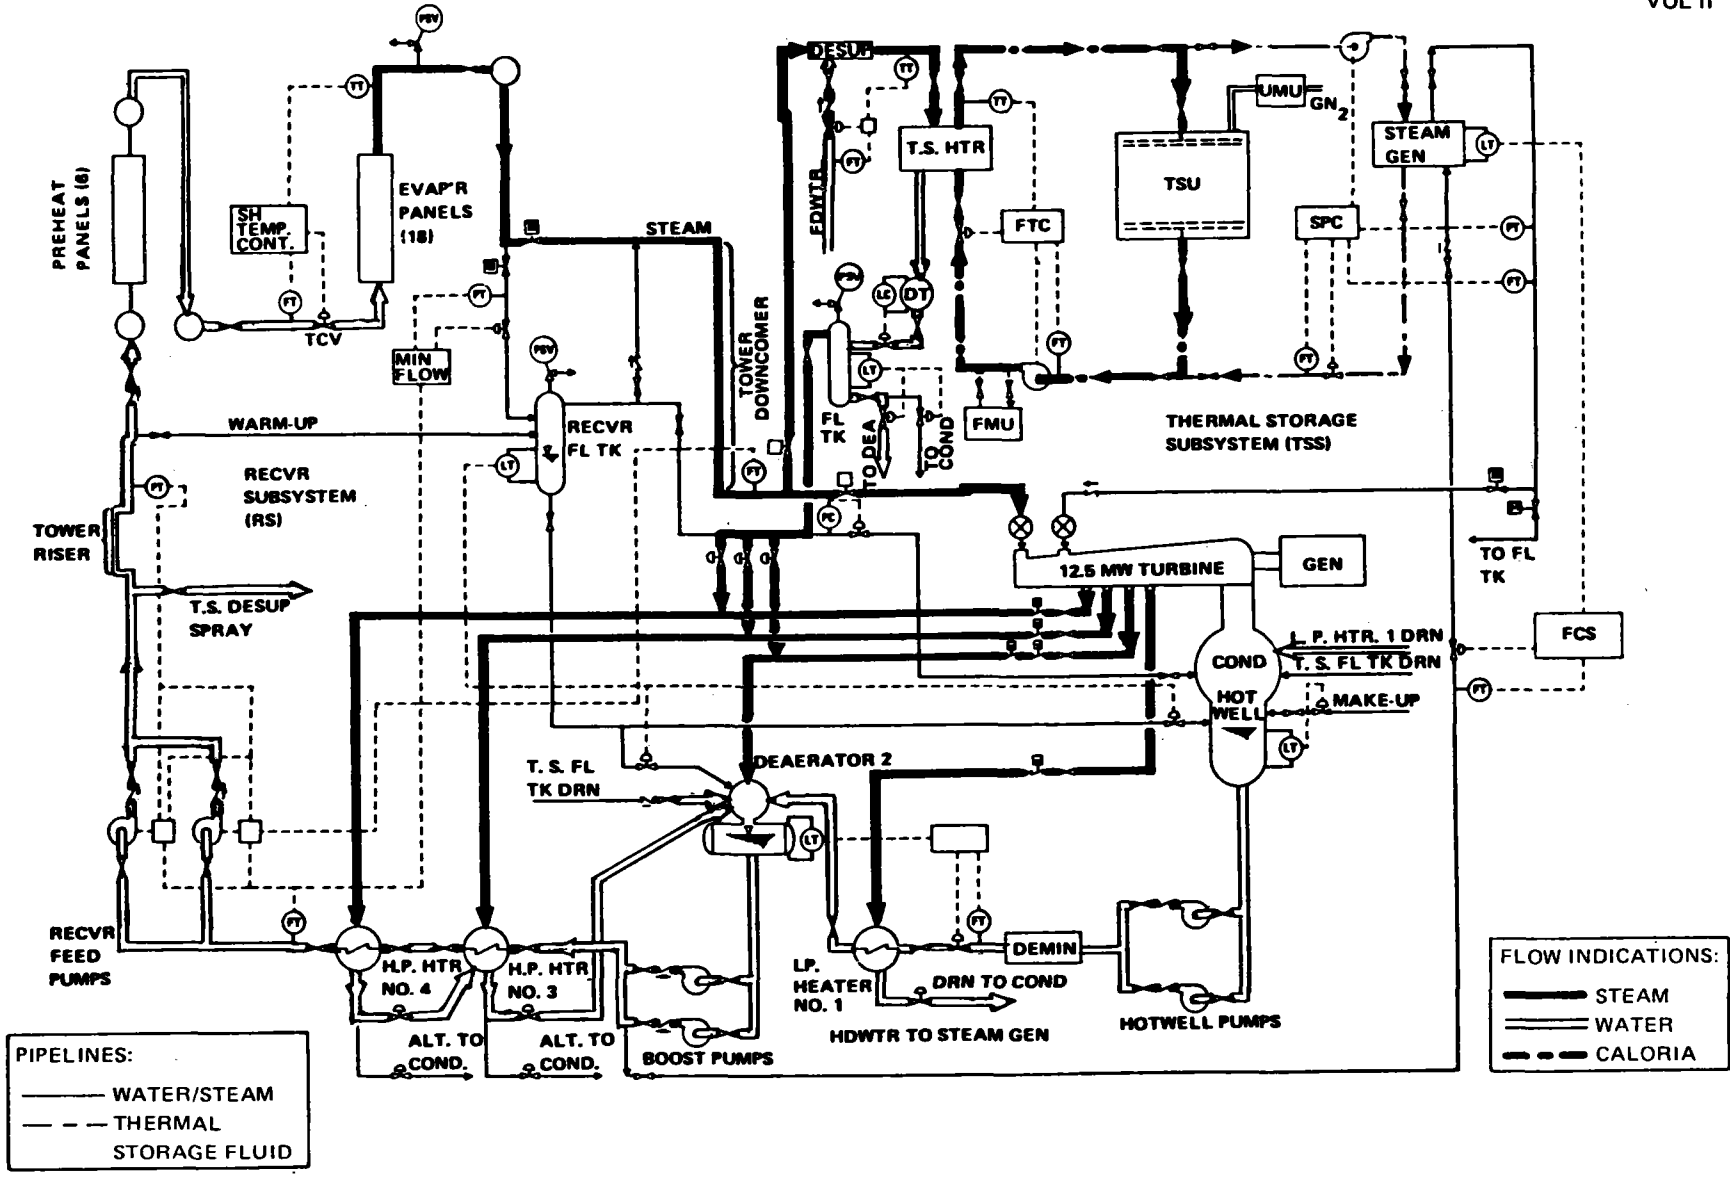 VOL II
PSV
TT
DESUP
TT
TT
UMU
GN2
PREHEAT
PANELS (6)
EVAP'R
PANELS
(18)
SH
TEMP.
CONT.
FT
TCV
STEAM
FDWTR
FT
T.S. HTR
TSU
STEAM
GEN
LT
FTC
SPC
PT
PT
PT
MIN
FLOW
PSV
PSV
LC
DT
FT
FT
LT
TOWER
DOWNCOMER
FL
TK
TO DEA
TO COND
FMU
THERMAL STORAGE
SUBSYSTEM (TSS)
WARM-UP
RECVR
FL TK
LT
PT
RECVR
SUBSYSTEM
(RS)
PT
TOWER
RISER
PC
T.S. DESUP
SPRAY
12.5 MW TURBINE
GEN
TO FL
TK
FCS
L. P. HTR. 1 DRN
T. S. FL TK DRN
COND
HOT
WELL
MAKE-UP
LT
FT
T. S. FL
TK DRN
DEAERATOR 2
LT
FT
FT
RECVR
FEED
PUMPS
H.P. HTR
NO. 4
H.P. HTR
NO. 3
LP.
HEATER
NO. 1
DEMIN
DRN TO COND
ALT. TO
COND.
ALT. TO
COND.
BOOST PUMPS
HDWTR TO STEAM GEN
HOTWELL PUMPS
FLOW INDICATIONS:
STEAM
WATER
CALORIA
PIPELINES:
WATER/STEAM
THERMAL
STORAGE FLUID